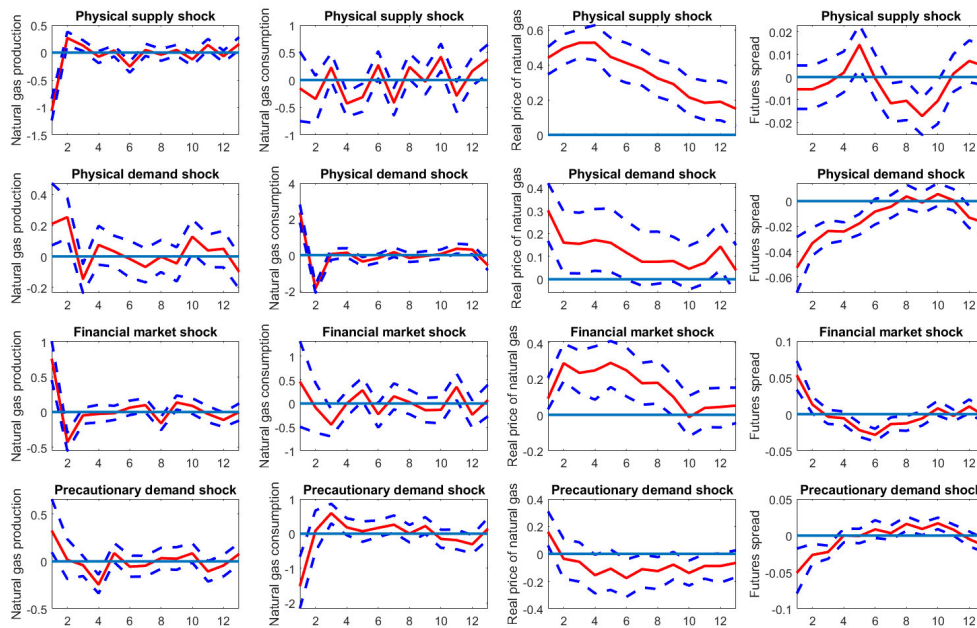 Physical supply shock
Natural gas production
0.5
0
-0.5
-1
-1.5
2 4 6 8 10 12
Physical supply shock
Natural gas consumption
1
0.5
0
-0.5
-1
2 4 6 8 10 12
Physical supply shock
Real price of natural gas
0.6
0.4
0.2
0
2 4 6 8 10 12
Physical supply shock
Futures spread
0.02
0.01
0
-0.01
-0.02
2 4 6 8 10 12
Physical demand shock
Natural gas production
0.4
0.2
0
-0.2
2 4 6 8 10 12
Physical demand shock
Natural gas consumption
4
2
0
-2
2 4 6 8 10 12
Physical demand shock
Real price of natural gas
0.4
0.3
0.2
0.1
0
2 4 6 8 10 12
Physical demand shock
Futures spread
0
-0.02
-0.04
-0.06
2 4 6 8 10 12
Financial market shock
Natural gas production
1
0.5
0
-0.5
2 4 6 8 10 12
Financial market shock
Natural gas consumption
1
0.5
0
-0.5
-1
2 4 6 8 10 12
Financial market shock
Real price of natural gas
0.4
0.2
0
-0.2
2 4 6 8 10 12
Financial market shock
Futures spread
0.1
0.05
0
-0.05
2 4 6 8 10 12
Precautionary demand shock
Natural gas production
0.5
0
-0.5
2 4 6 8 10 12
Precautionary demand shock
Natural gas consumption
1
0
-1
-2
2 4 6 8 10 12
Precautionary demand shock
Real price of natural gas
0.4
0.2
0
-0.2
-0.4
2 4 6 8 10 12
Precautionary demand shock
Futures spread
0.05
0
-0.05
-0.1
2 4 6 8 10 12